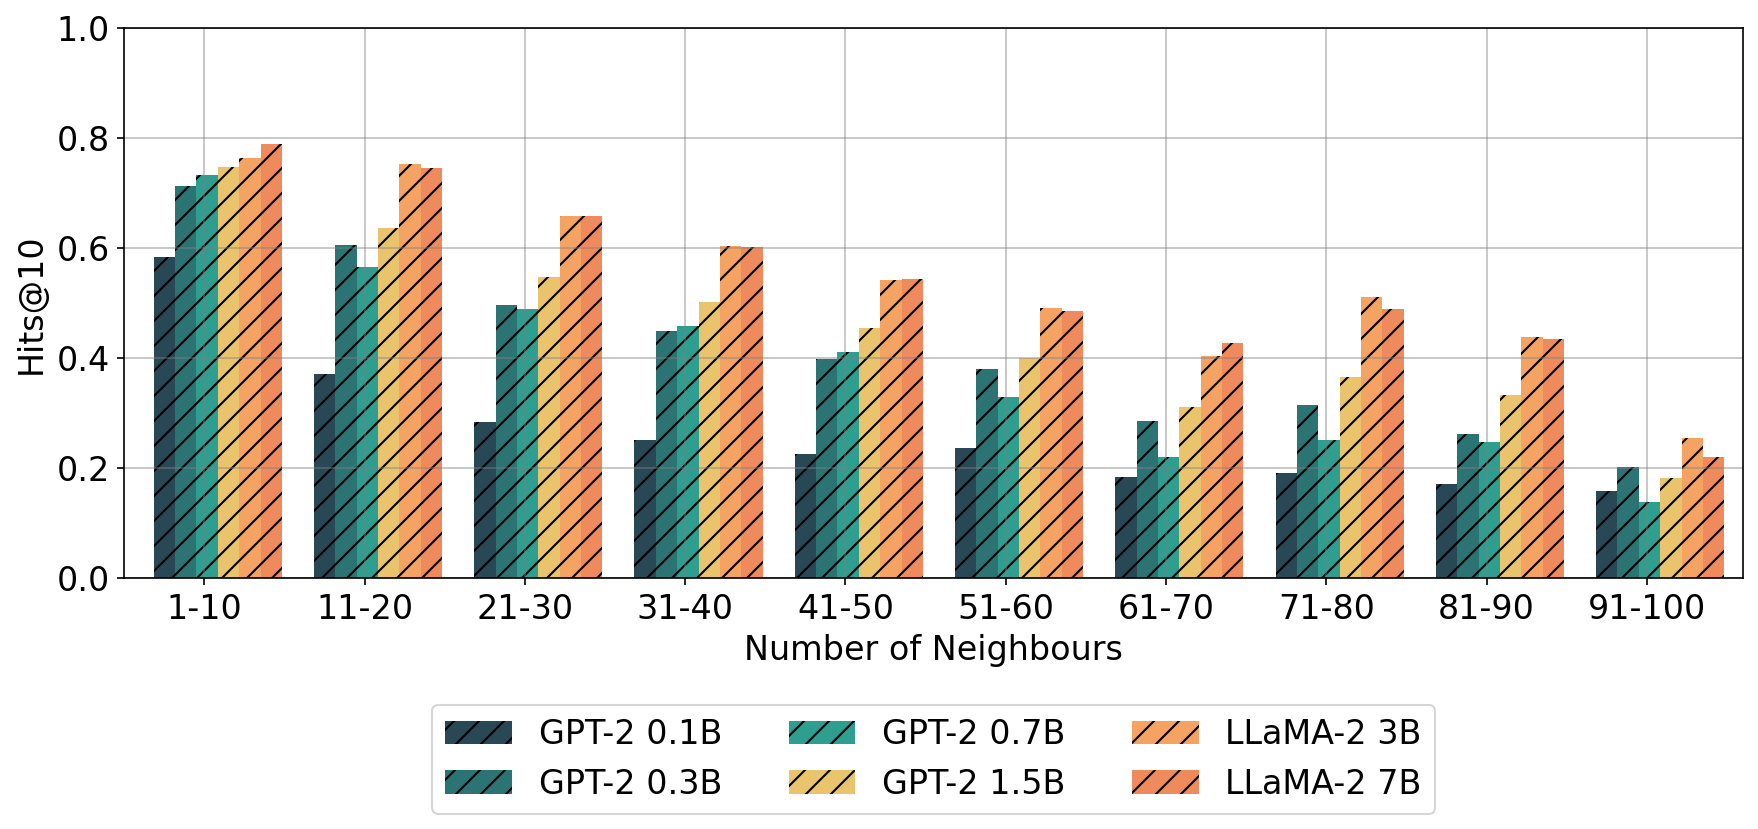 1.0
0.8
0.6
0.4
0.2
0.0
Hits@10
1-10 11-20 21-30 31-40 41-50 51-60 61-70 71-80 81-90 91-100
Number of Neighbours
GPT-2 0.1B GPT-2 0.7B LLaMA-2 3B
GPT-2 0.3B GPT-2 1.5B LLaMA-2 7B